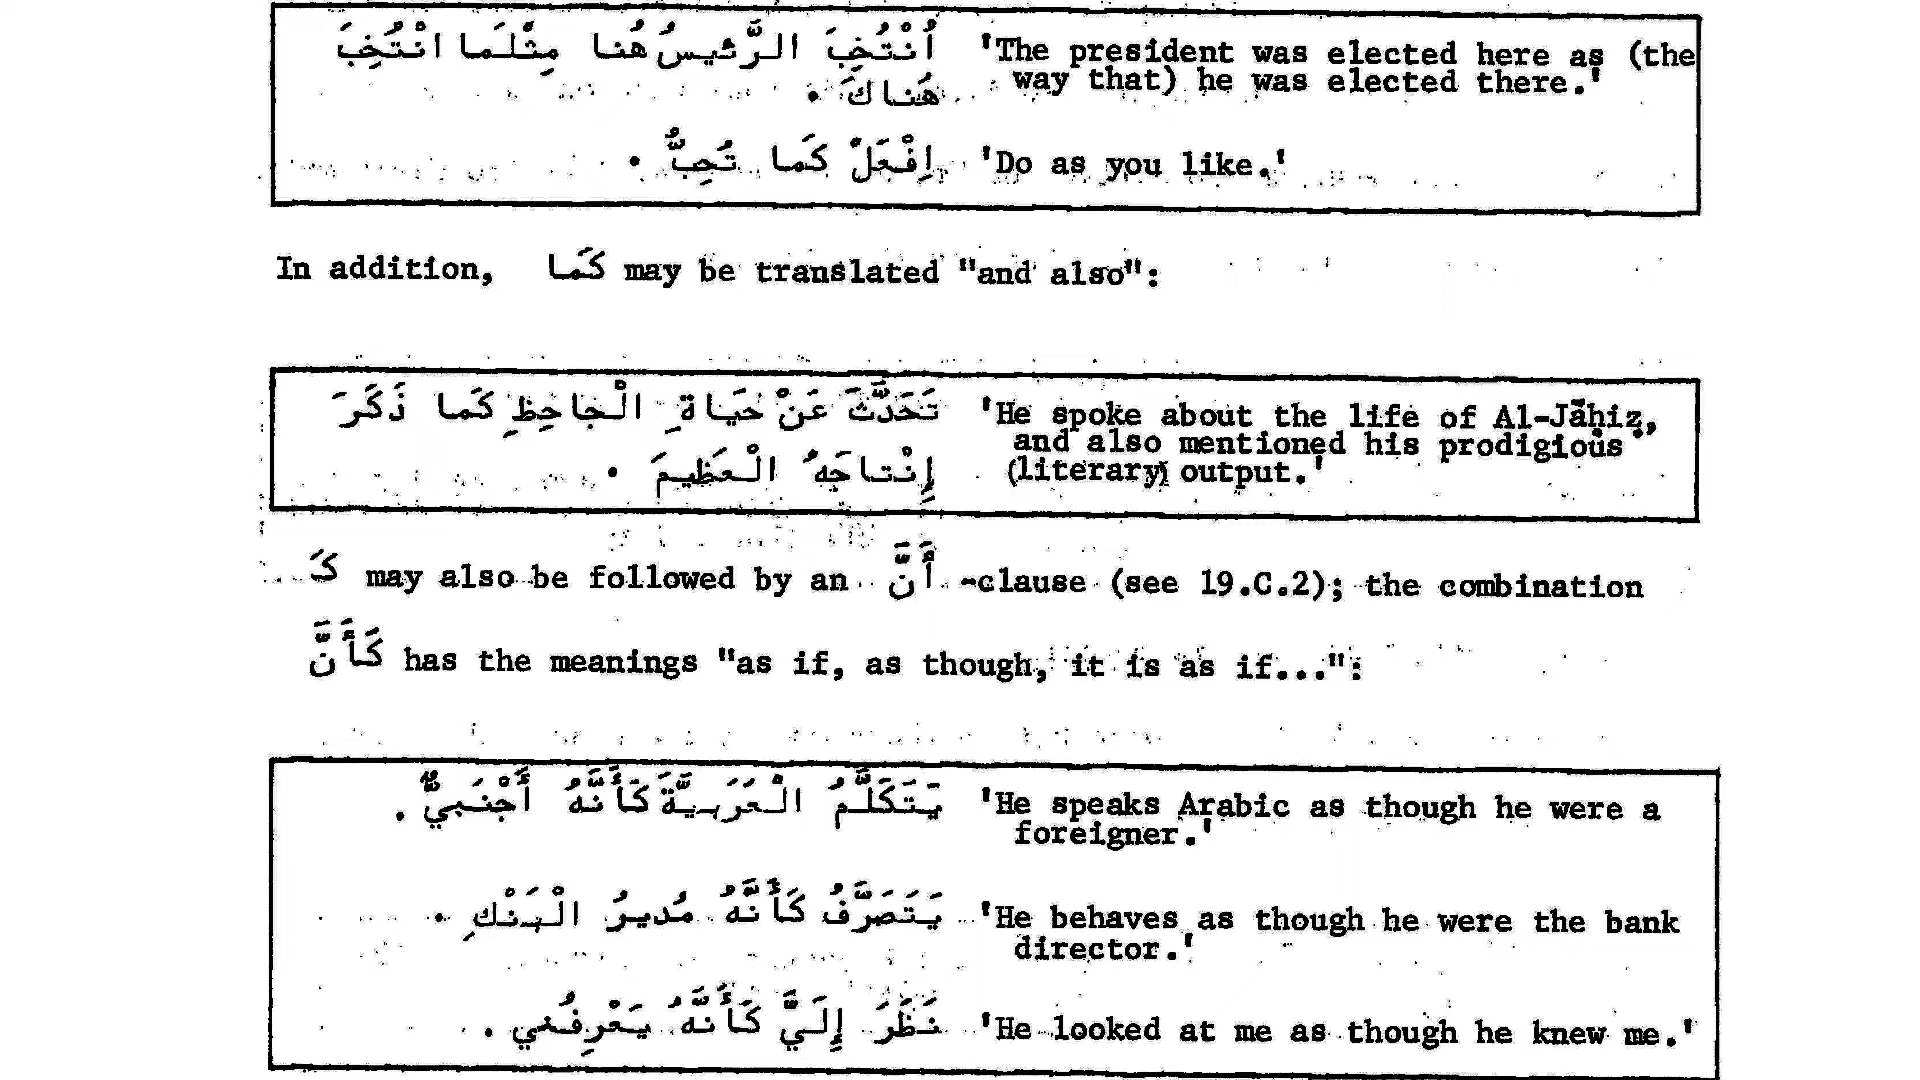 اُنْتُخِبَ الرَّئيسُ هُنا مِثْلَما انْتُخِبَ 'The president was elected here as (the
هُناكَ . way that) he was elected there.'
اِفْعَلْ كَما تُحِبُّ . 'Do as you like.'
In addition, كَما may be translated "and also":
تَحَدَّثَ عَنْ حَياةِ الْجاحِظِ كَما ذَكَرَ 'He spoke about the life of Al-Jāḥiẓ,
إِنْتاجَهُ الْعَظيمَ . and also mentioned his prodigious
(literary) output.'
كَ may also be followed by an أَنَّ -clause (see 19.C.2); the combination
كَأَنَّ has the meanings "as if, as though, it is as if...":
يَتَكَلَّمُ الْعَرَبِيَّةَ كَأَنَّهُ أَجْنَبِيٌّ . 'He speaks Arabic as though he were a
foreigner.'
يَتَصَرَّفُ كَأَنَّهُ مُديرُ الْبَنْكِ . 'He behaves as though he were the bank
director.'
نَظَرَ إِلَيَّ كَأَنَّهُ يَعْرِفُني . 'He looked at me as though he knew me.'